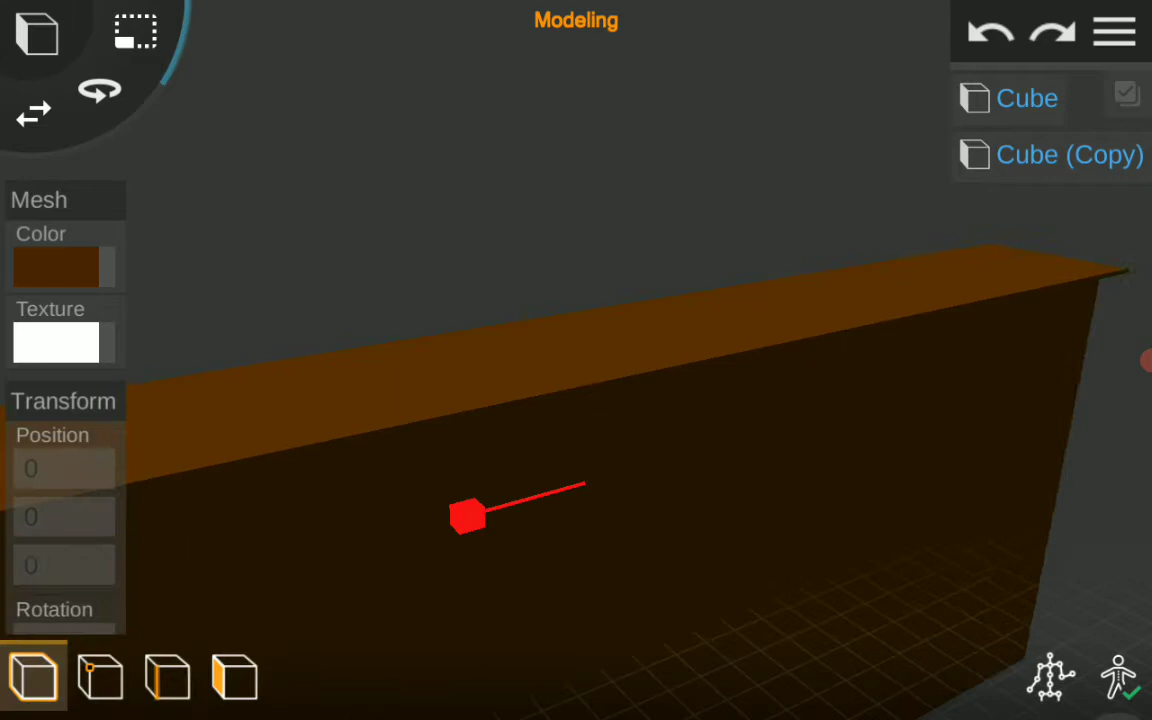 Modeling
Cube
Cube (Copy)
Mesh
Color
Texture
Transform
Position
0
0
0
Rotation